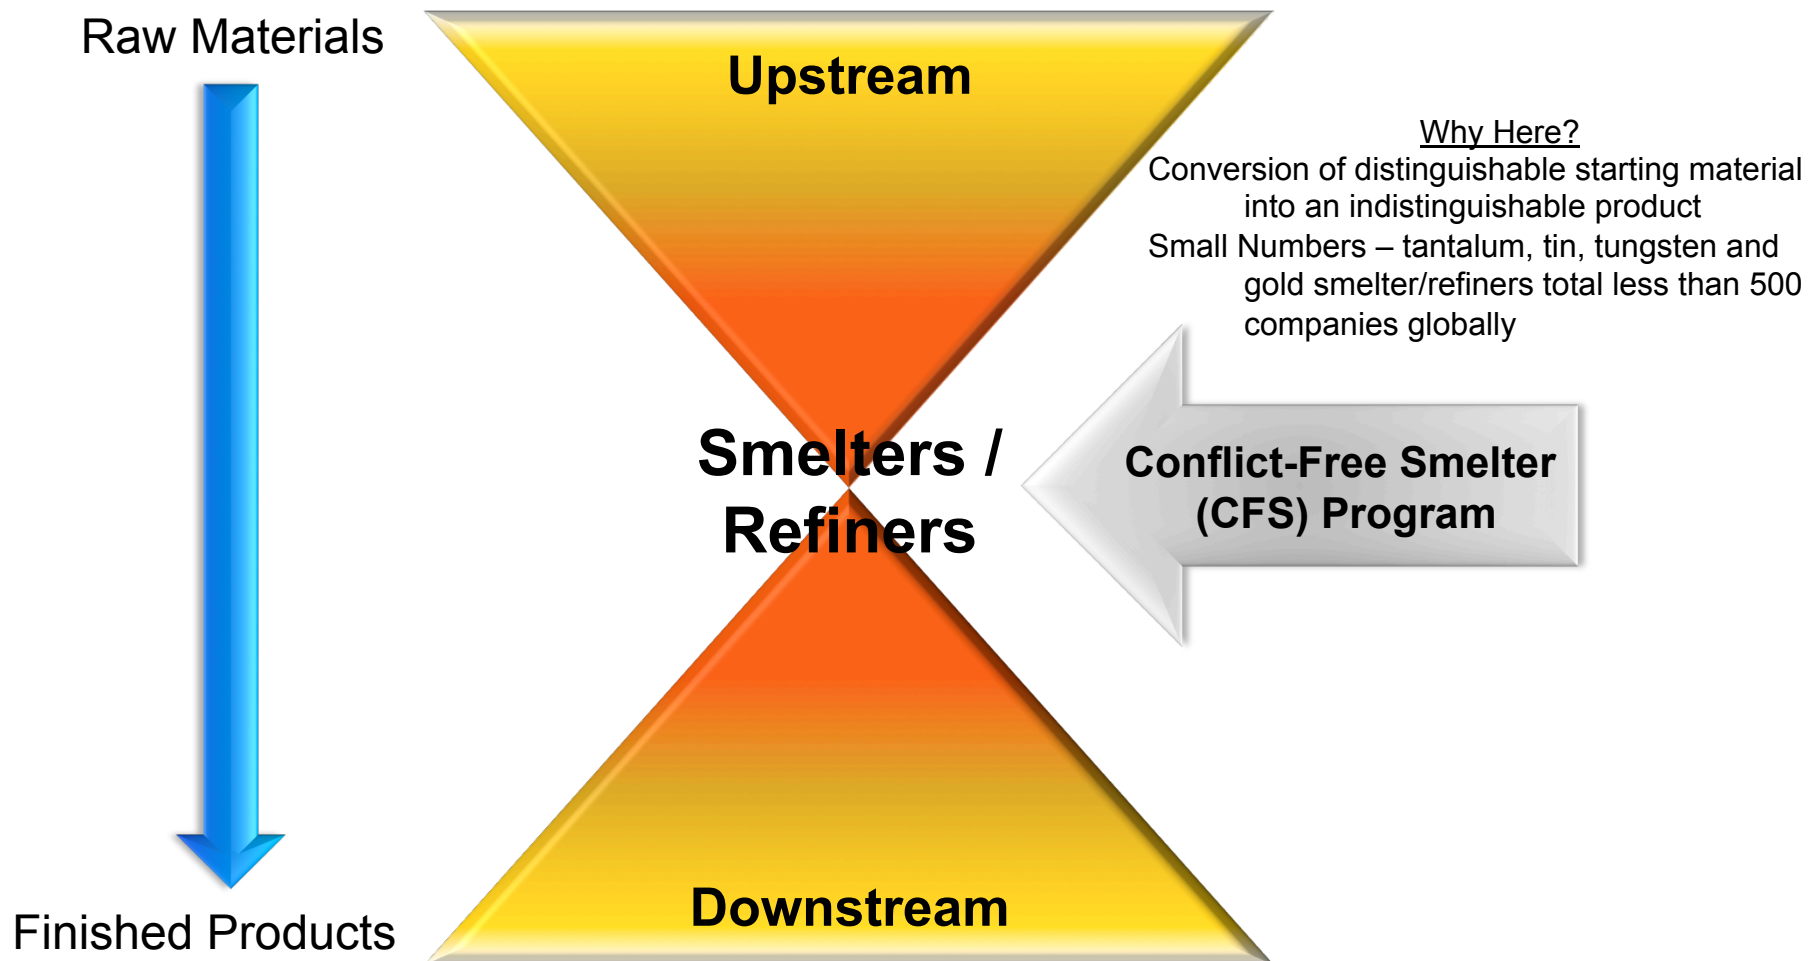 Raw Materials
Upstream
Why Here?
Conversion of distinguishable starting material
into an indistinguishable product
Small Numbers – tantalum, tin, tungsten and
gold smelter/refiners total less than 500
companies globally
Smelters /
Refiners
Conflict-Free Smelter
(CFS) Program
Downstream
Finished Products